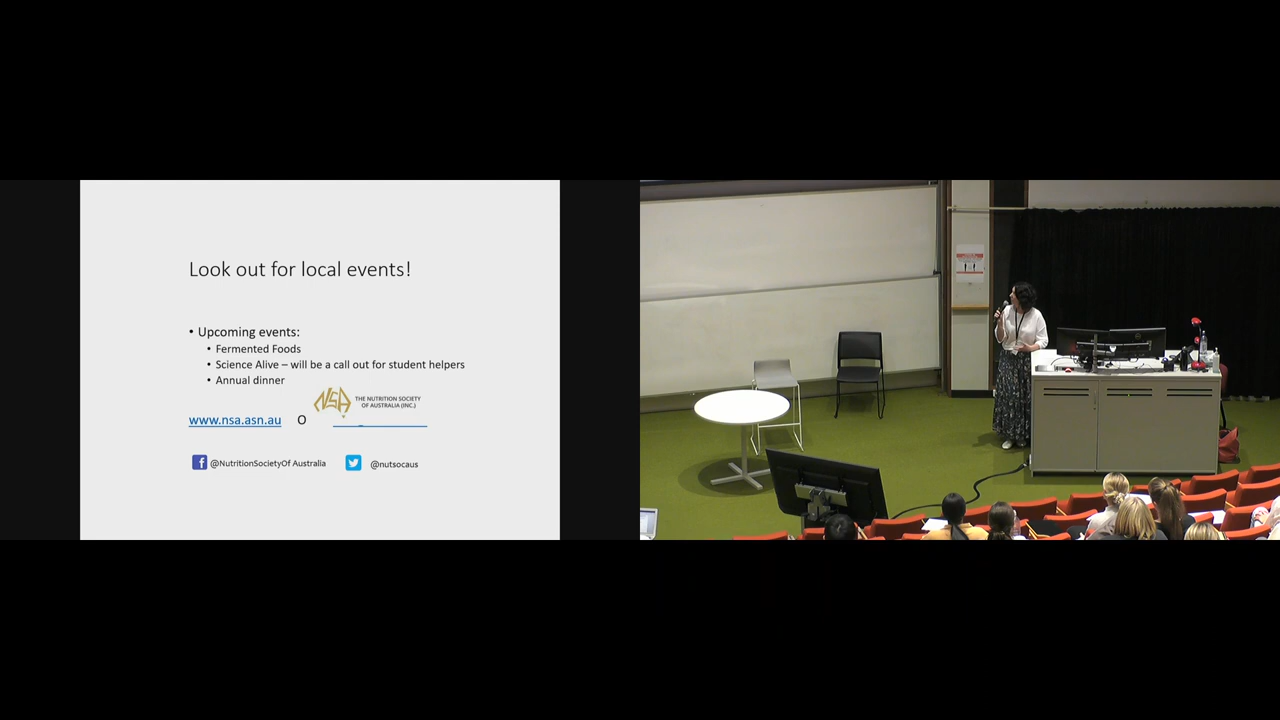 Look out for local events!
• Upcoming events:
• Fermented Foods
• Science Alive – will be a call out for student helpers
• Annual dinner
NSA THE NUTRITION SOCIETY
OF AUSTRALIA (INC.)
www.nsa.asn.au O
@NutritionSocietyOf Australia @nutsocaus